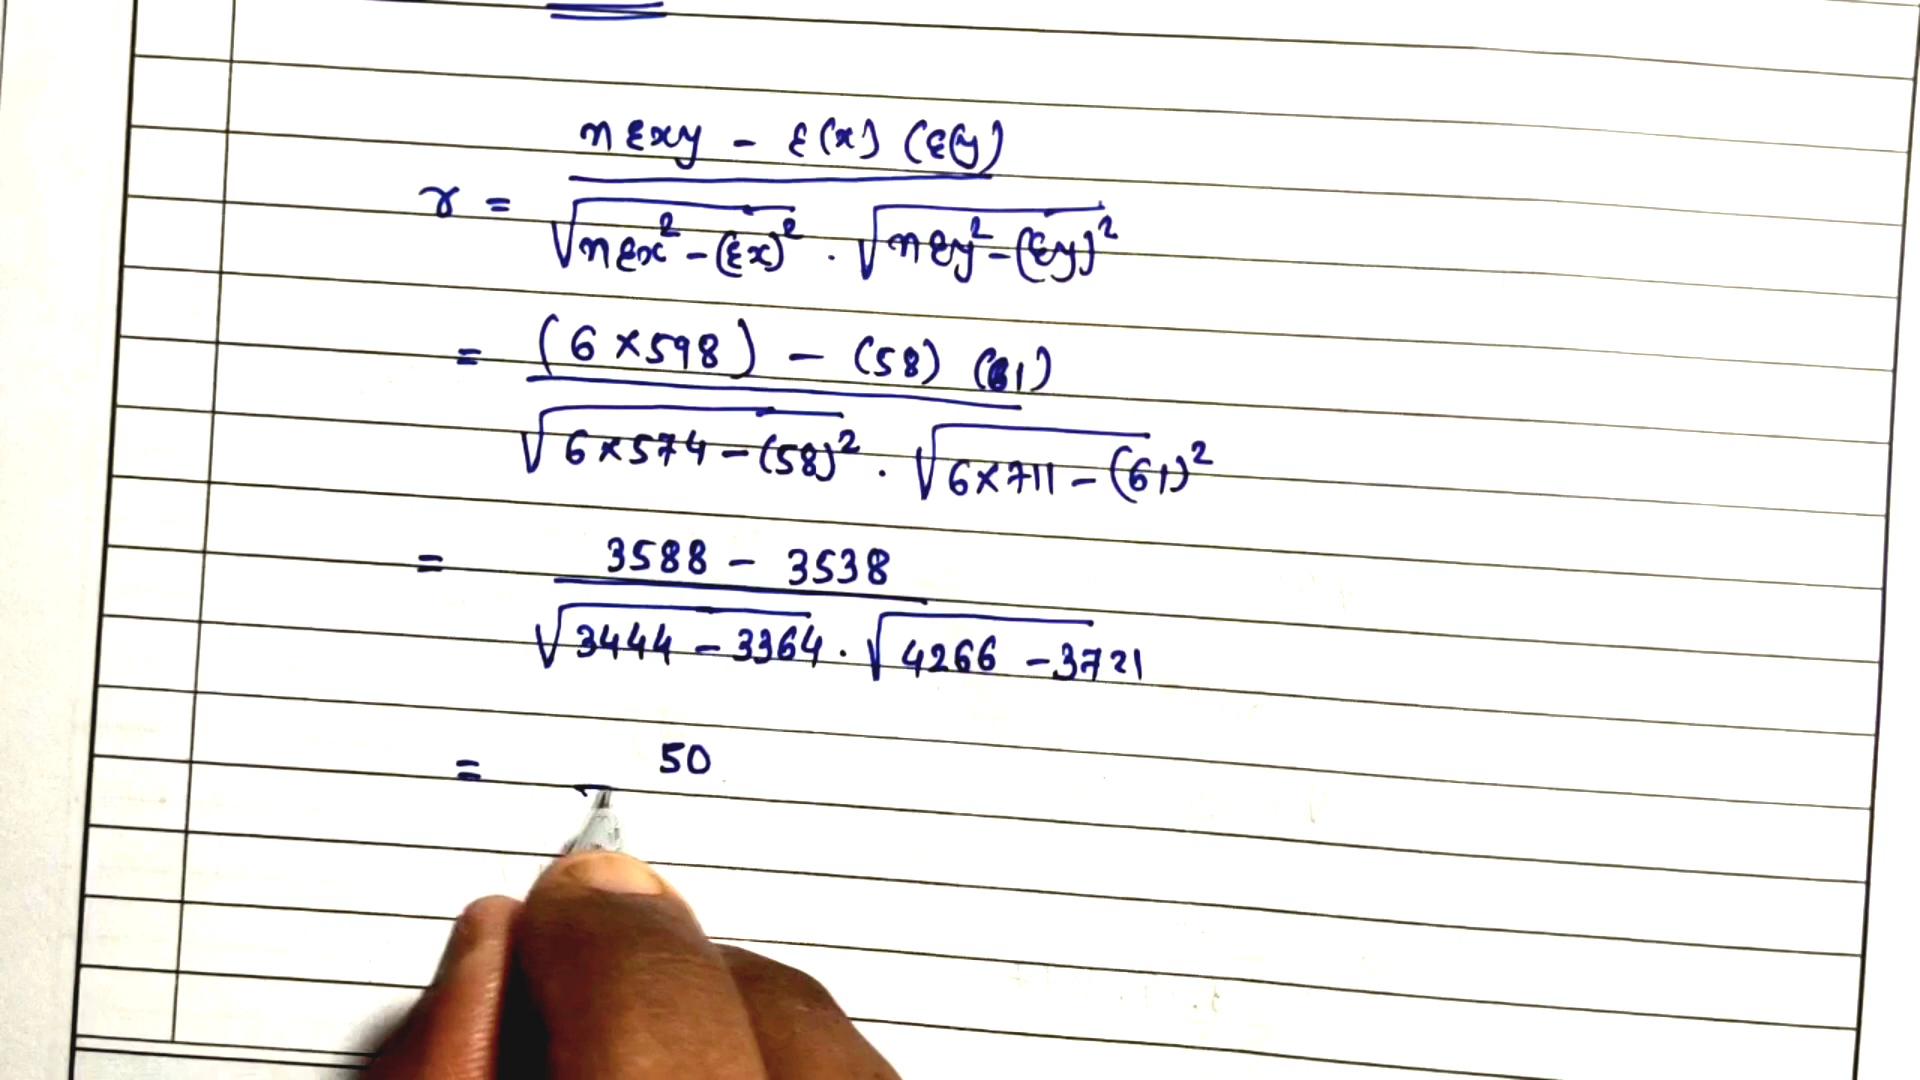 r = nΣxy - Σ(x) (Σ(y) / √nΣx² - (Σx)² . √nΣy² - (Σy)²
= (6 × 598) - (58) (61) / √6 × 574 - (58)² . √6 × 711 - (61)²
= 3588 - 3538 / √3444 - 3364 . √4266 - 3721
= 50